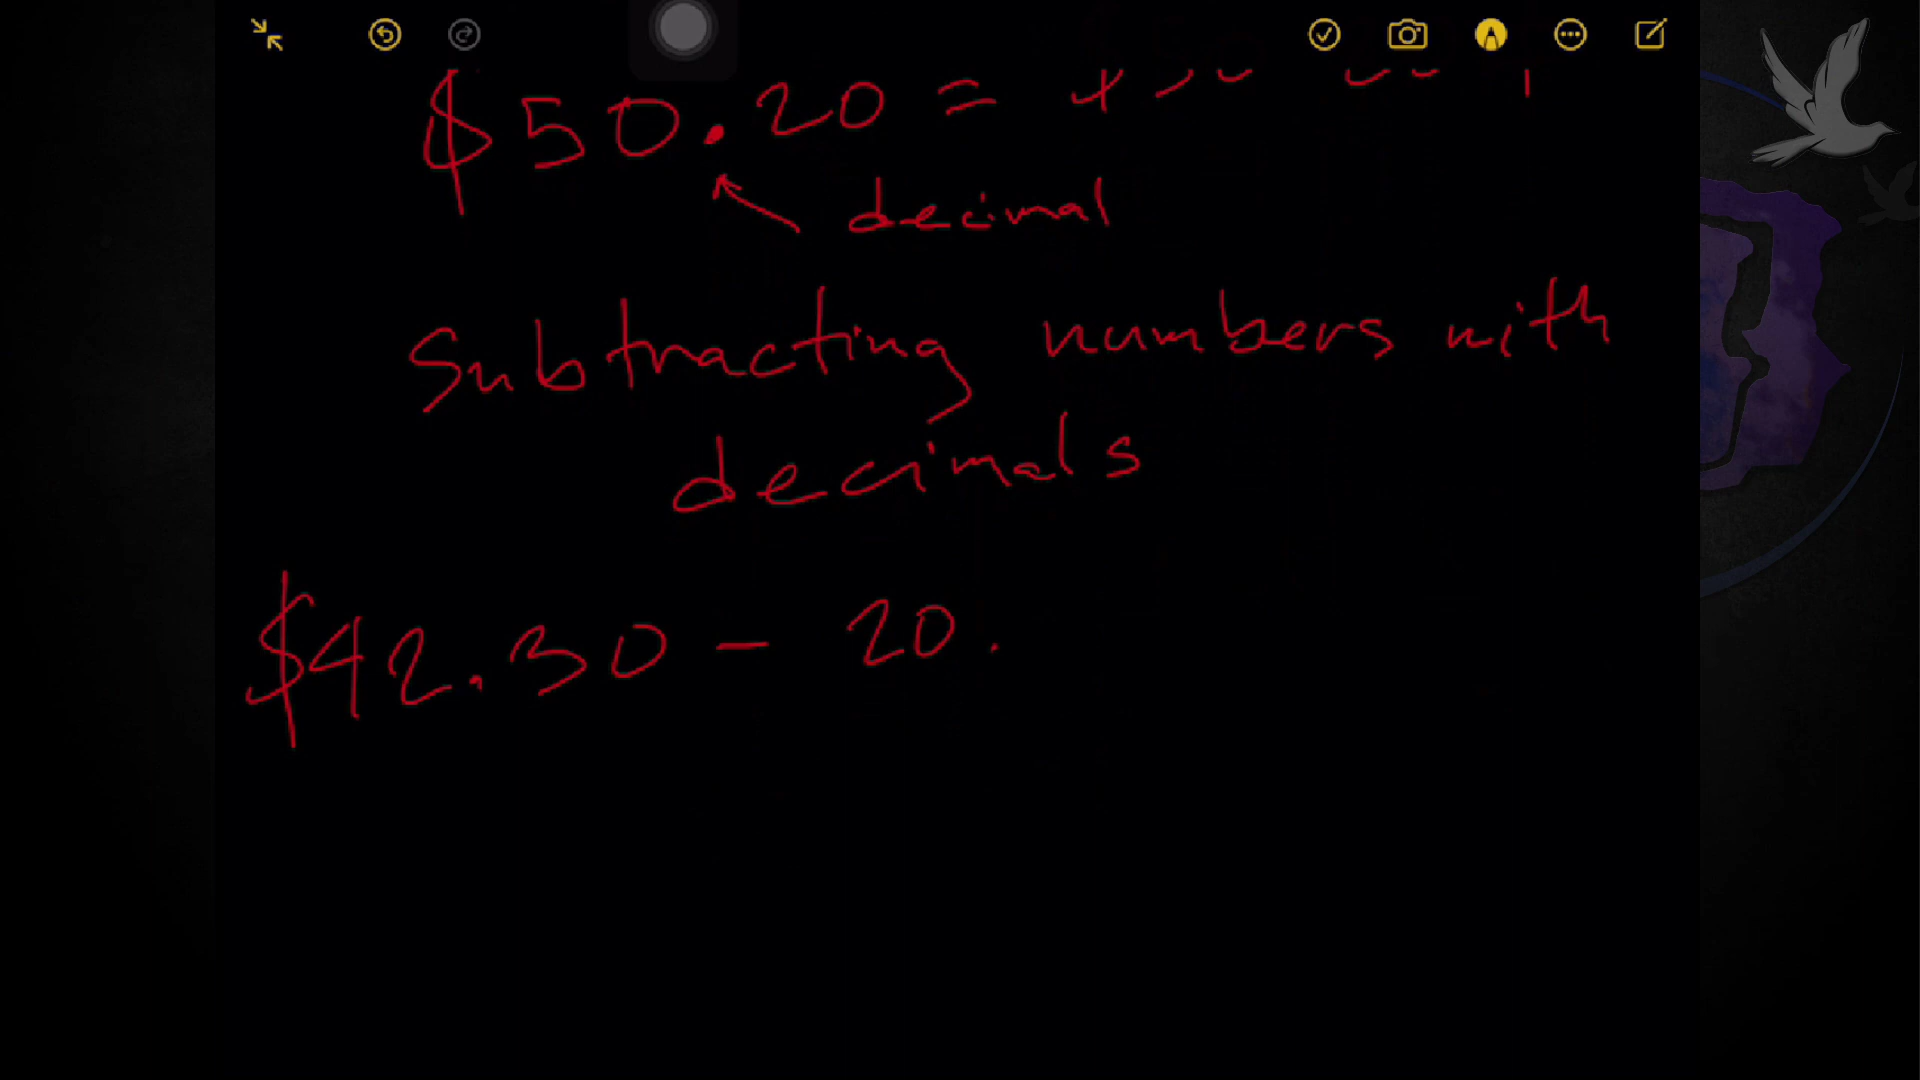 $50.20 =
decimal
Subtracting numbers with
decimals
$42.30 - 20.